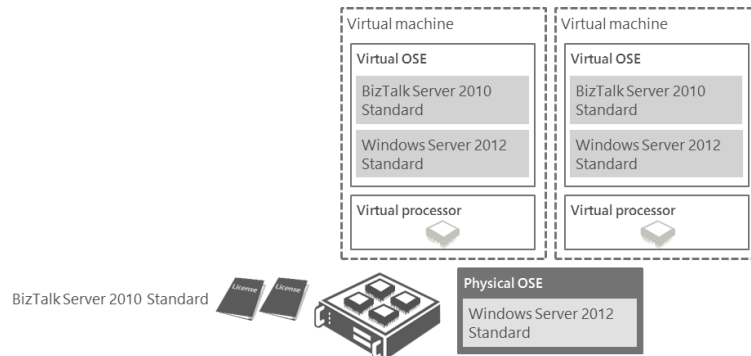 Virtual machine
Virtual OSE
BizTalk Server 2010
Standard
Windows Server 2012
Standard
Virtual processor
Virtual machine
Virtual OSE
BizTalk Server 2010
Standard
Windows Server 2012
Standard
Virtual processor
BizTalk Server 2010 Standard
License
License
Physical OSE
Windows Server 2012
Standard